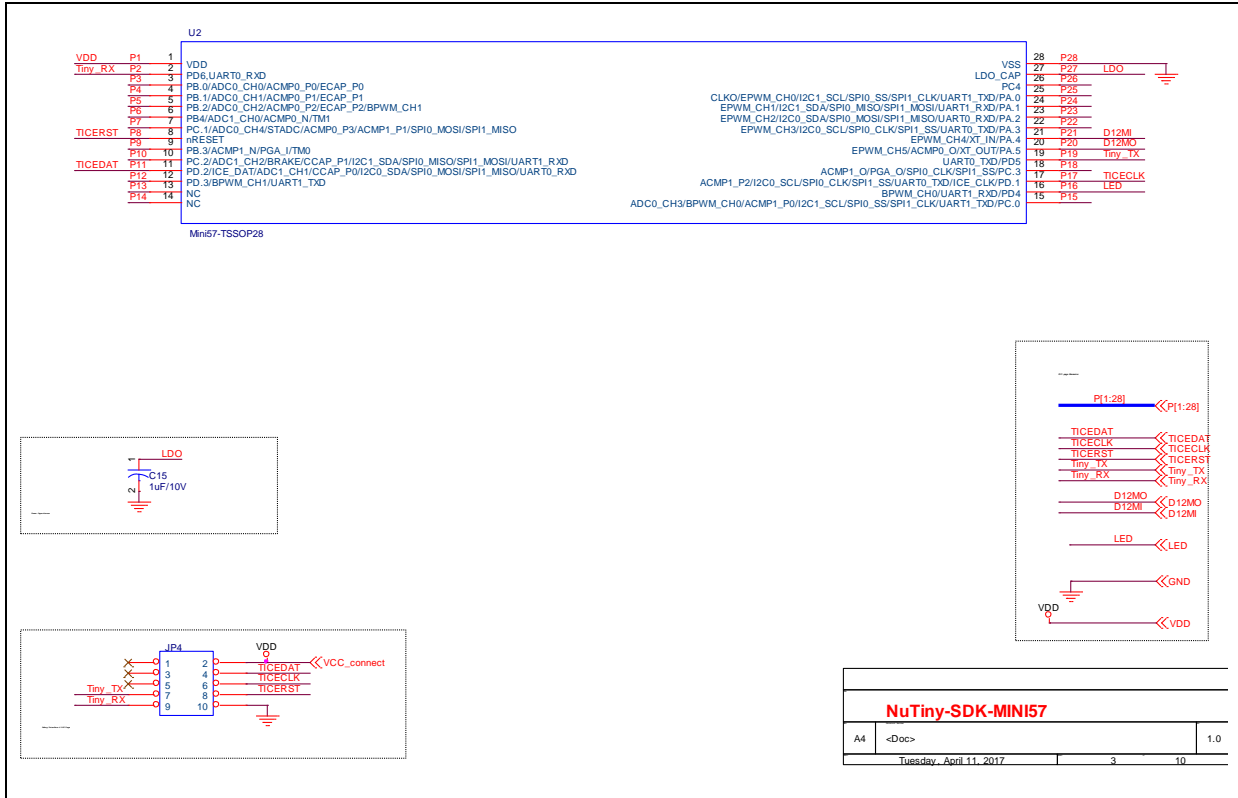 U2
VDD P1 1 VDD
Tiny_RX P2 2 PD6,UART0_RXD
P3 3 PB.0/ADC0_CH0/ACMP0_P0/ECAP_P0
P4 4 PB.1/ADC0_CH1/ACMP0_P1/ECAP_P1
P5 5 PB.2/ADC0_CH2/ACMP0_P2/ECAP_P2/BPWM_CH1
P6 6 PB4/ADC1_CH0/ACMP0_N/TM1
P7 7 PC.1/ADC0_CH4/STADC/ACMP0_P3/ACMP1_P1/SPI0_MOSI/SPI1_MISO
TICERST P8 8 nRESET
P9 9 PB.3/ACMP1_N/PGA_I/TM0
P10 10 PC.2/ADC1_CH2/BRAKE/CCAP_P1/I2C1_SDA/SPI0_MISO/SPI1_MOSI/UART1_RXD
TICEDAT P11 11 PD.2/ICE_DAT/ADC1_CH1/CCAP_P0/I2C0_SDA/SPI0_MOSI/SPI1_MISO/UART0_RXD
P12 12 PD.3/BPWM_CH1/UART1_TXD
P13 13 NC
P14 14 NC
VSS 28 P28
LDO_CAP 27 P27 LDO
PC4 26 P26
CLKO/EPWM_CH0/I2C1_SCL/SPI0_SS/SPI1_CLK/UART1_TXD/PA.0 25 P25
EPWM_CH1/I2C1_SDA/SPI0_MISO/SPI1_MOSI/UART1_RXD/PA.1 24 P24
EPWM_CH2/I2C0_SDA/SPI0_MOSI/SPI1_MISO/UART0_RXD/PA.2 23 P23
EPWM_CH3/I2C0_SCL/SPI0_CLK/SPI1_SS/UART0_TXD/PA.3 22 P22
EPWM_CH4/XT_IN/PA.4 21 P21 D12MI
EPWM_CH5/ACMP0_O/XT_OUT/PA.5 20 P20 D12MO
UART0_TXD/PD5 19 P19 Tiny_TX
ACMP1_O/PGA_O/SPI0_CLK/SPI1_SS/PC.3 18 P18
ACMP1_P2/I2C0_SCL/SPI0_CLK/SPI1_SS/UART0_TXD/ICE_CLK/PD.1 17 P17 TICECLK
BPWM_CH0/UART1_RXD/PD4 16 P16 LED
ADC0_CH3/BPWM_CH0/ACMP1_P0/I2C1_SCL/SPI0_SS/SPI1_CLK/UART1_TXD/PC.0 15 P15
Mini57-TSSOP28
P[1:28] P[1:28]
TICEDAT TICEDAT
TICECLK TICECLK
TICERST TICERST
Tiny_TX Tiny_TX
Tiny_RX Tiny_RX
D12MO D12MO
D12MI D12MI
LED LED
GND
VDD
VDD
1 LDO
C15
1uF/10V
2
JP4
VDD
1 2 VCC_connect
3 4 TICEDAT
5 6 TICECLK
Tiny_TX 7 8 TICERST
Tiny_RX 9 10
NuTiny-SDK-MINI57
A4 <Doc> 1.0
Tuesday, April 11, 2017 3 10